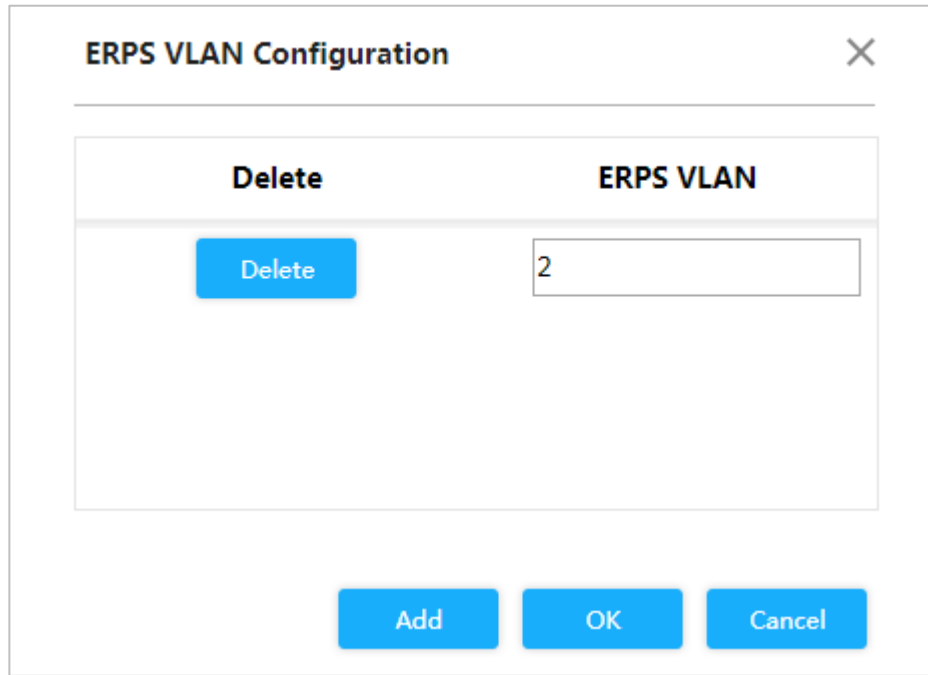 ERPS VLAN Configuration
Delete ERPS VLAN
Delete 2
Add OK Cancel